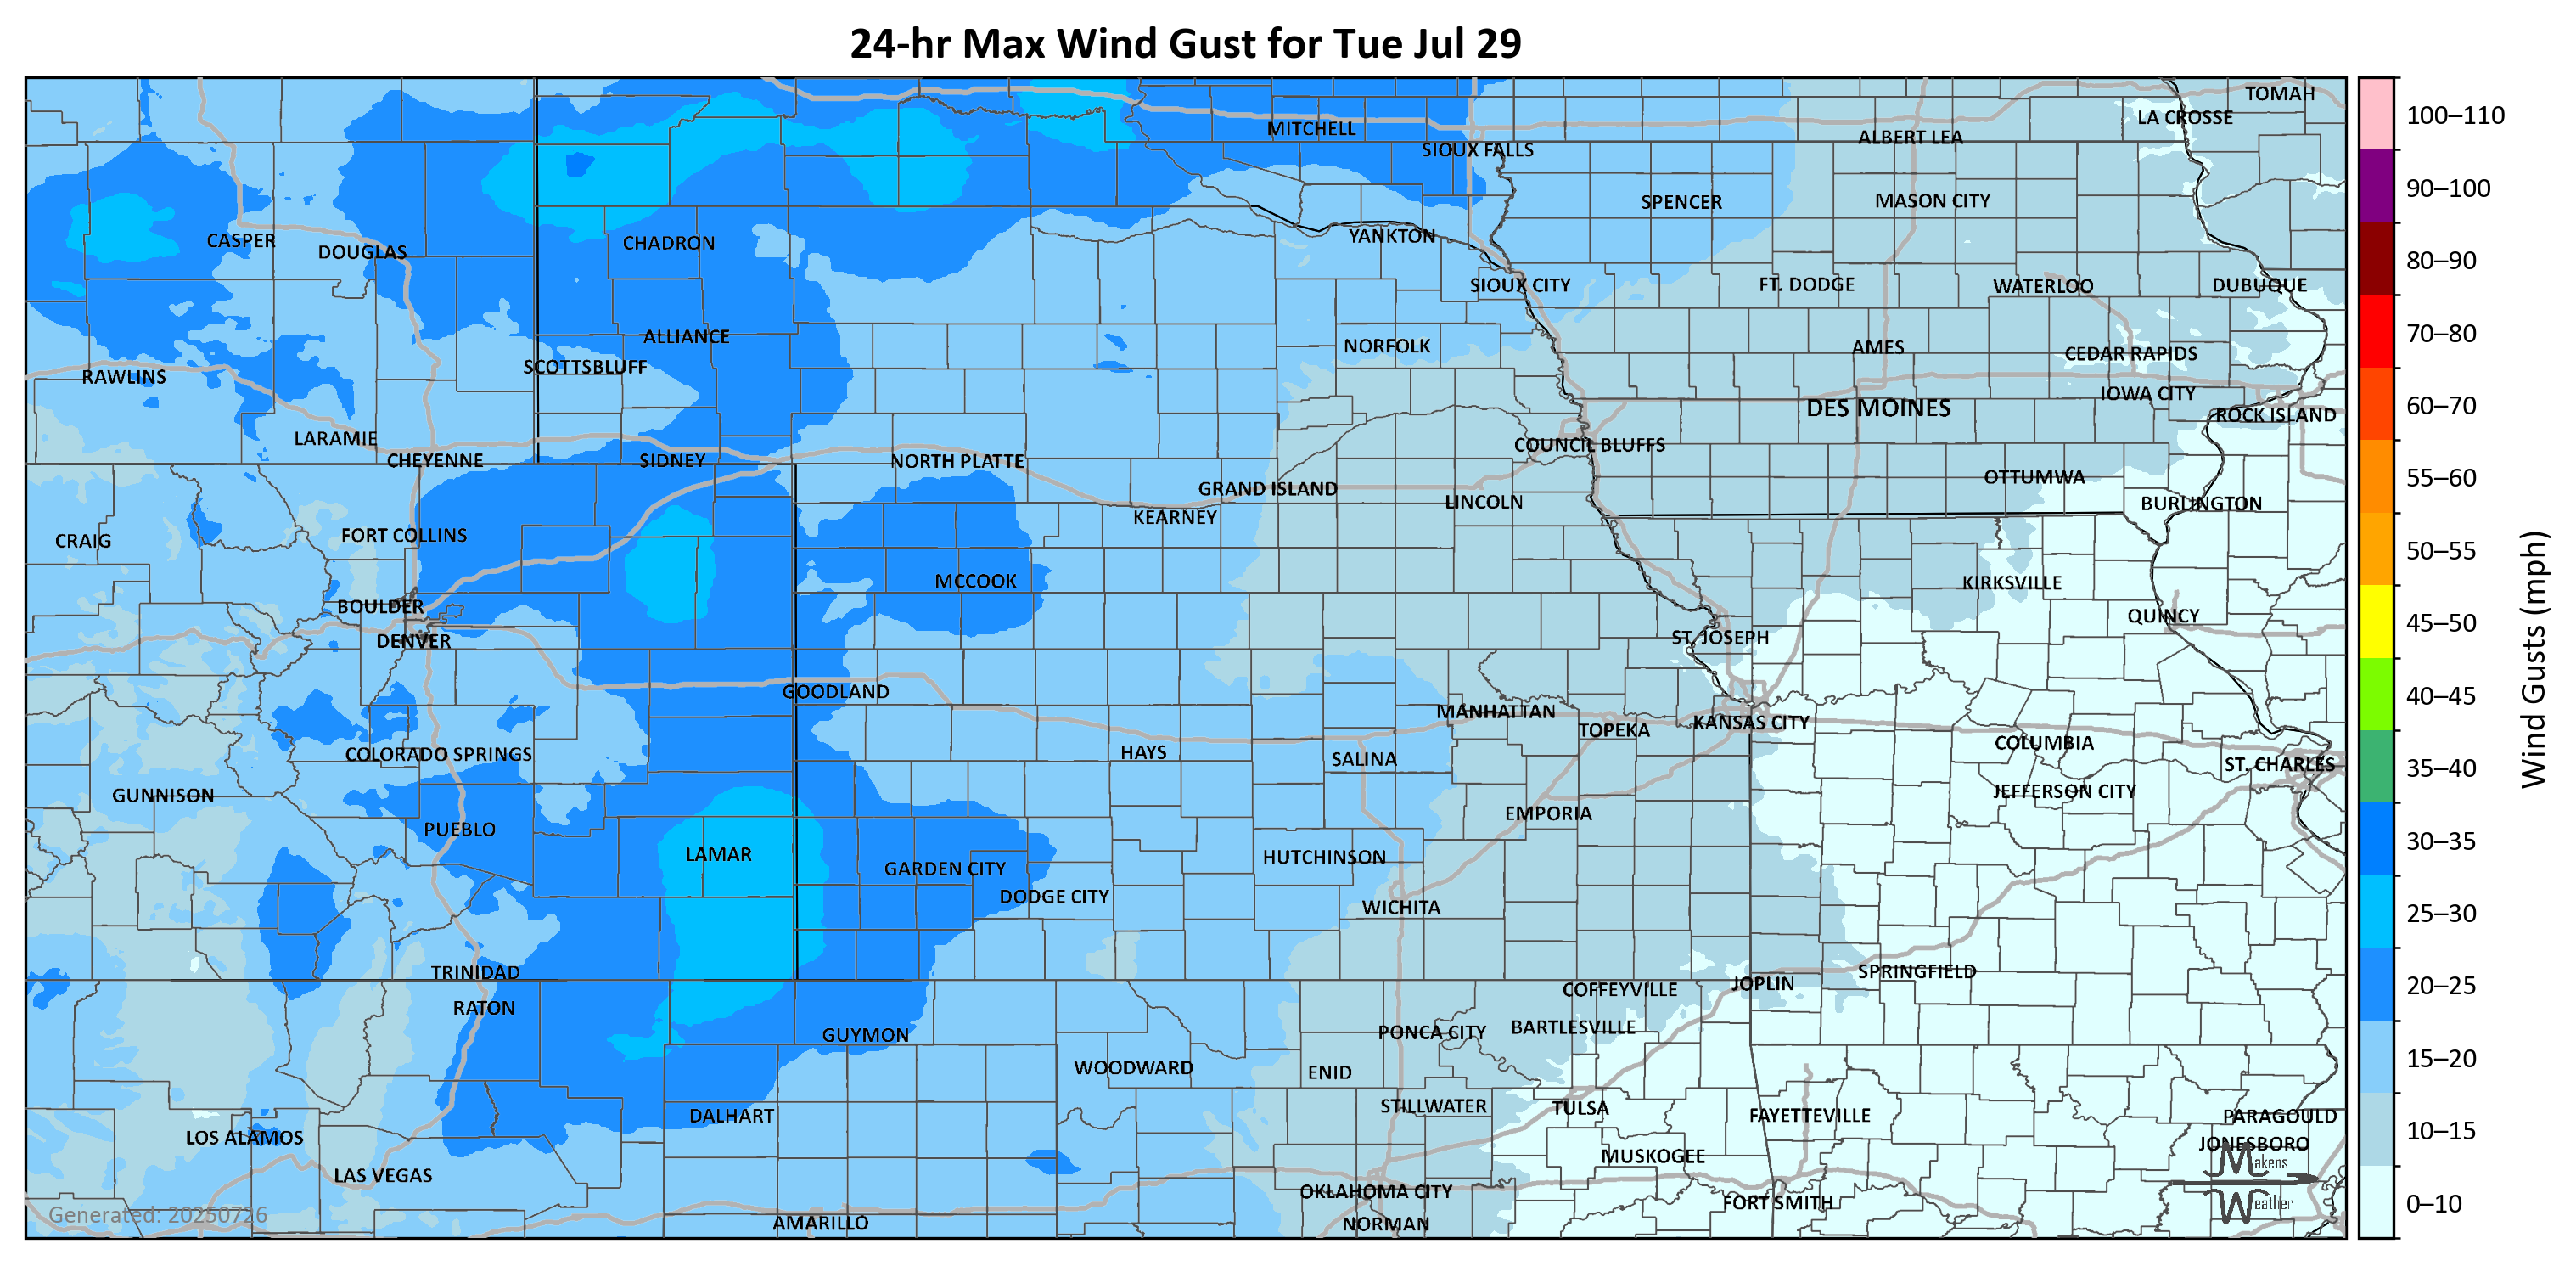 24-hr Max Wind Gust for Tue Jul 29
TOMAH
LA CROSSE
MITCHELL
ALBERT LEA
SIOUX FALLS
SPENCER
MASON CITY
CASPER
DOUGLAS
CHADRON
YANKTON
SIOUX CITY
FT. DODGE
WATERLOO
DUBUQUE
ALLIANCE
NORFOLK
AMES
CEDAR RAPIDS
SCOTTSBLUFF
RAWLINS
IOWA CITY
DES MOINES
ROCK ISLAND
LARAMIE
COUNCIL BLUFFS
CHEYENNE
SIDNEY
NORTH PLATTE
OTTUMWA
GRAND ISLAND
LINCOLN
BURLINGTON
KEARNEY
FORT COLLINS
CRAIG
MCCOOK
KIRKSVILLE
BOULDER
QUINCY
DENVER
ST. JOSEPH
GOODLAND
MANHATTAN
KANSAS CITY
TOPEKA
COLUMBIA
HAYS
COLORADO SPRINGS
SALINA
ST. CHARLES
JEFFERSON CITY
GUNNISON
EMPORIA
PUEBLO
LAMAR
HUTCHINSON
GARDEN CITY
DODGE CITY
WICHITA
TRINIDAD
SPRINGFIELD
JOPLIN
COFFEYVILLE
RATON
BARTLESVILLE
PONCA CITY
GUYMON
WOODWARD
ENID
STILLWATER
TULSA
DALHART
FAYETTEVILLE
PARAGOULD
LOS ALAMOS
JONESBORO
MUSKOGEE
LAS VEGAS
OKLAHOMA CITY
FORT SMITH
AMARILLO
NORMAN
Generated: 20250726
Makens
Weather
100–110
90–100
80–90
70–80
60–70
55–60
50–55
45–50
40–45
35–40
30–35
25–30
20–25
15–20
10–15
0–10
Wind Gusts (mph)